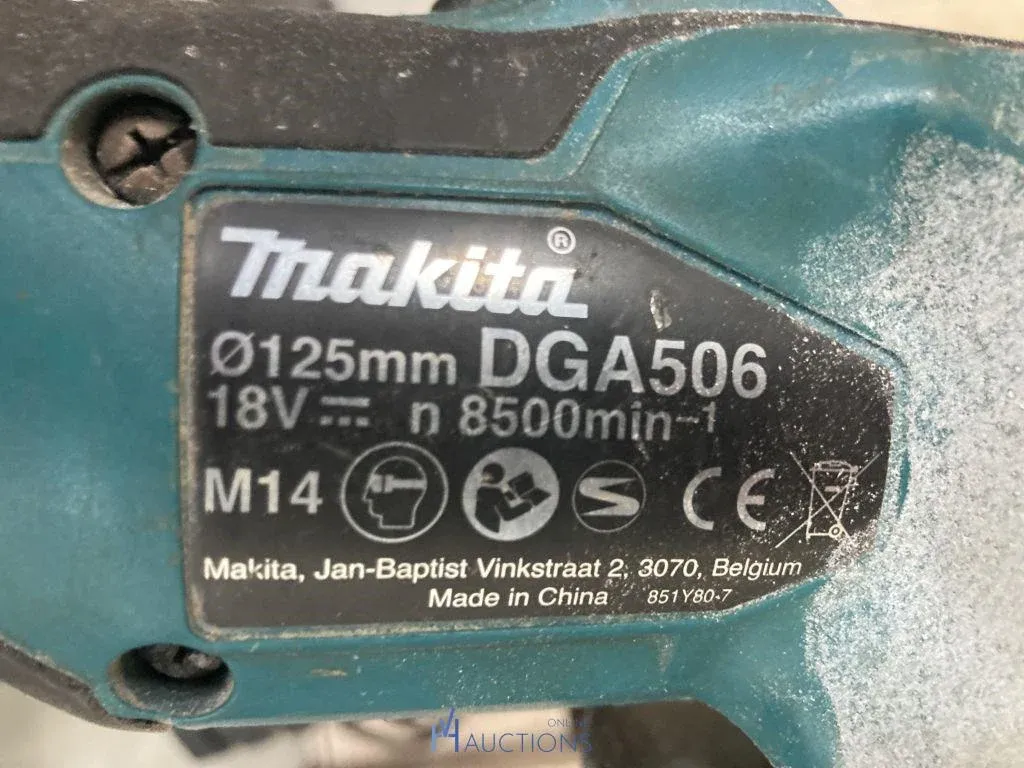 makita®
Ø125mm DGA506
18V ⎓ n 8500min⁻¹
M14 CE
Makita, Jan-Baptist Vinkstraat 2, 3070, Belgium
Made in China 851Y80-7
ONLINE
AUCTIONS